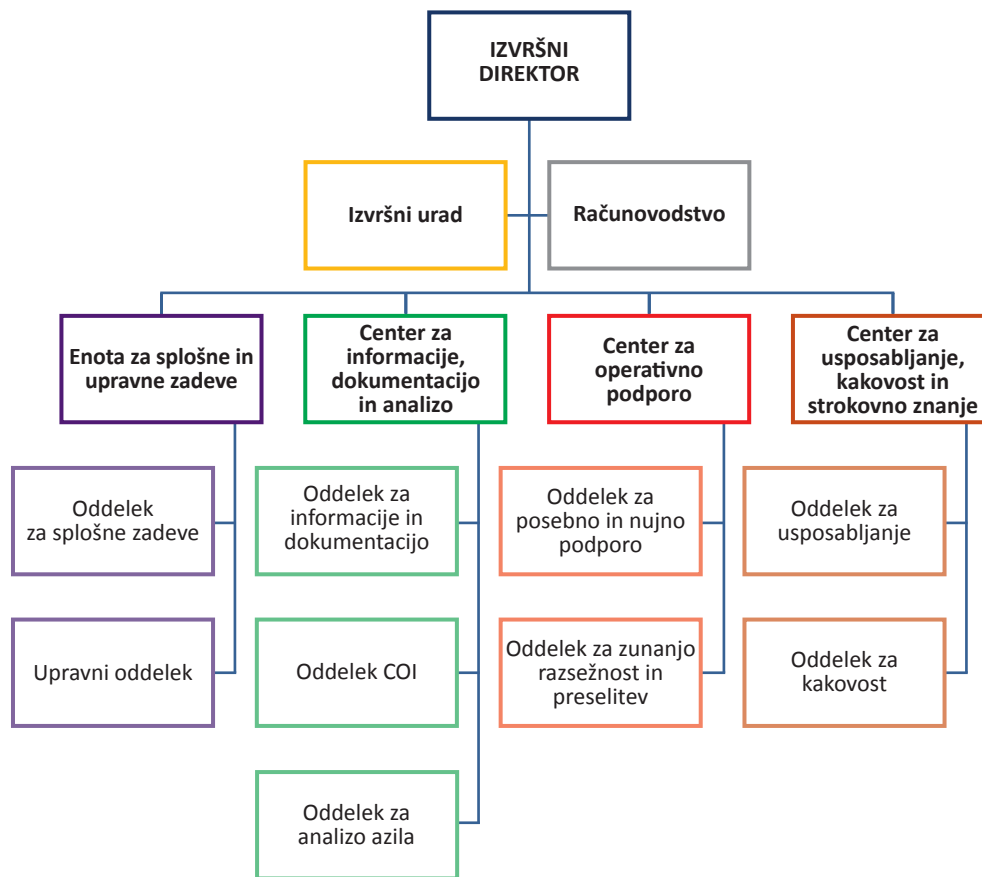 IZVRŠNI
DIREKTOR
Izvršni urad
Računovodstvo
Enota za splošne in
upravne zadeve
Center za
informacije,
dokumentacijo
in analizo
Center za
operativno
podporo
Center za
usposabljanje,
kakovost in
strokovno znanje
Oddelek
za splošne zadeve
Oddelek za
informacije in
dokumentacijo
Oddelek za
posebno in nujno
podporo
Oddelek za
usposabljanje
Upravni oddelek
Oddelek COI
Oddelek za zunanjo
razsežnost in
preselitev
Oddelek za
kakovost
Oddelek za
analizo azila